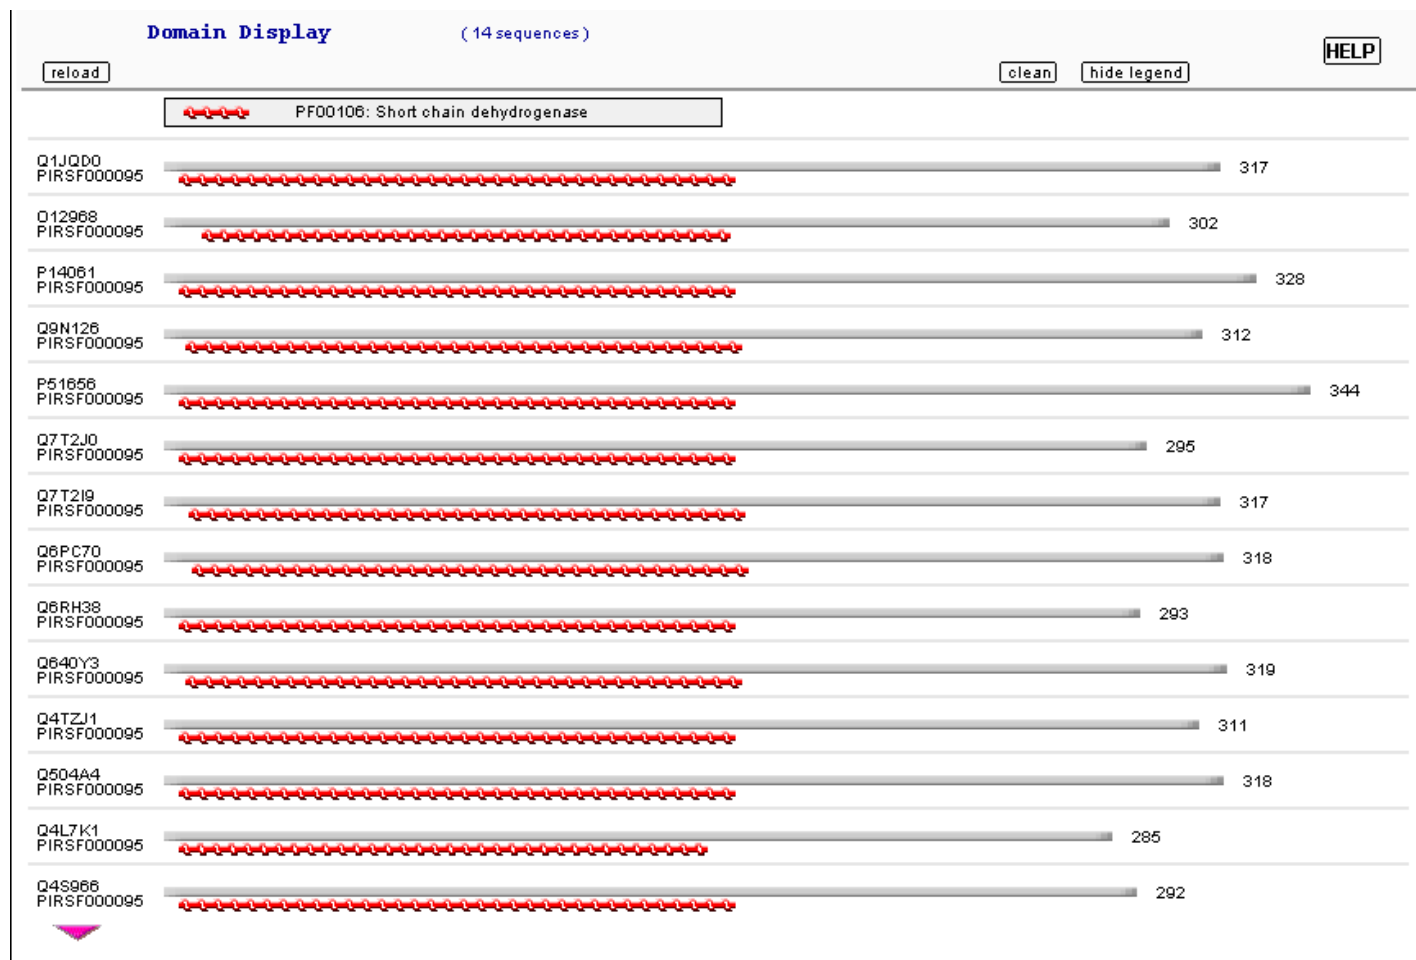 Domain Display (14 sequences)
HELP
reload clean hide legend
PF00106: Short chain dehydrogenase
Q1JQD0
PIRSF000095 317
O12968
PIRSF000095 302
P14061
PIRSF000095 328
Q9N126
PIRSF000095 312
P51656
PIRSF000095 344
Q7T2J0
PIRSF000095 295
Q7T2I9
PIRSF000095 317
Q6PC70
PIRSF000095 318
Q6RH38
PIRSF000095 293
Q640Y3
PIRSF000095 319
Q4TZJ1
PIRSF000095 311
Q504A4
PIRSF000095 318
Q4L7K1
PIRSF000095 285
Q4S966
PIRSF000095 292